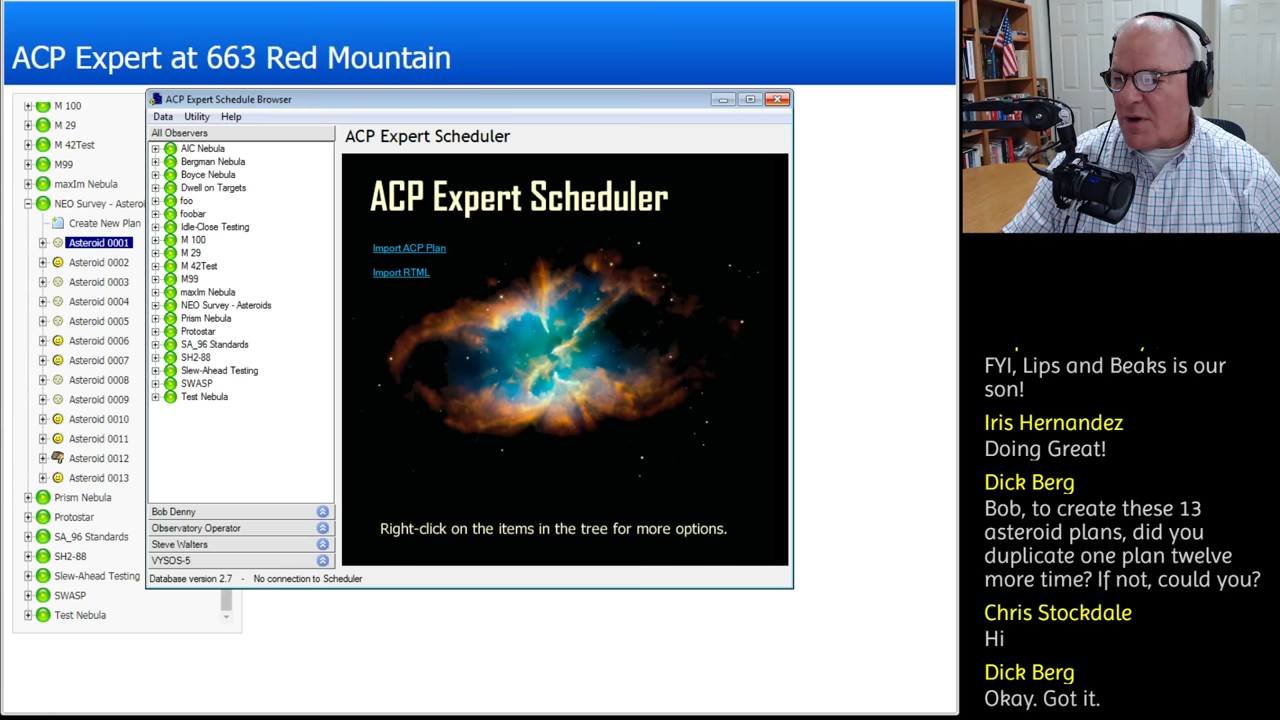 ACP Expert at 663 Red Mountain
M 100
M 29
M 42Test
M99
maxIm Nebula
NEO Survey - Astero
Create New Plan
Asteroid 0001
Asteroid 0002
Asteroid 0003
Asteroid 0004
Asteroid 0005
Asteroid 0006
Asteroid 0007
Asteroid 0008
Asteroid 0009
Asteroid 0010
Asteroid 0011
Asteroid 0012
Asteroid 0013
Prism Nebula
Protostar
SA_96 Standards
SH2-88
Slew-Ahead Testing
SWASP
Test Nebula
ACP Expert Schedule Browser
Data Utility Help
All Observers
AIC Nebula
Bergman Nebula
Boyce Nebula
Dwell on Targets
foo
foobar
Idle-Close Testing
M 100
M 29
M 42Test
M99
maxIm Nebula
NEO Survey - Asteroids
Prism Nebula
Protostar
SA_96 Standards
SH2-88
Slew-Ahead Testing
SWASP
Test Nebula
Bob Denny
Observatory Operator
Steve Walters
VYSOS-5
Database version 2.7 - No connection to Scheduler
ACP Expert Scheduler
ACP Expert Scheduler
Import ACP Plan
Import RTML
Right-click on the items in the tree for more options.
FYI, Lips and Beaks is our
son!
Iris Hernandez
Doing Great!
Dick Berg
Bob, to create these 13
asteroid plans, did you
duplicate one plan twelve
more time? If not, could you?
Chris Stockdale
Hi
Dick Berg
Okay. Got it.